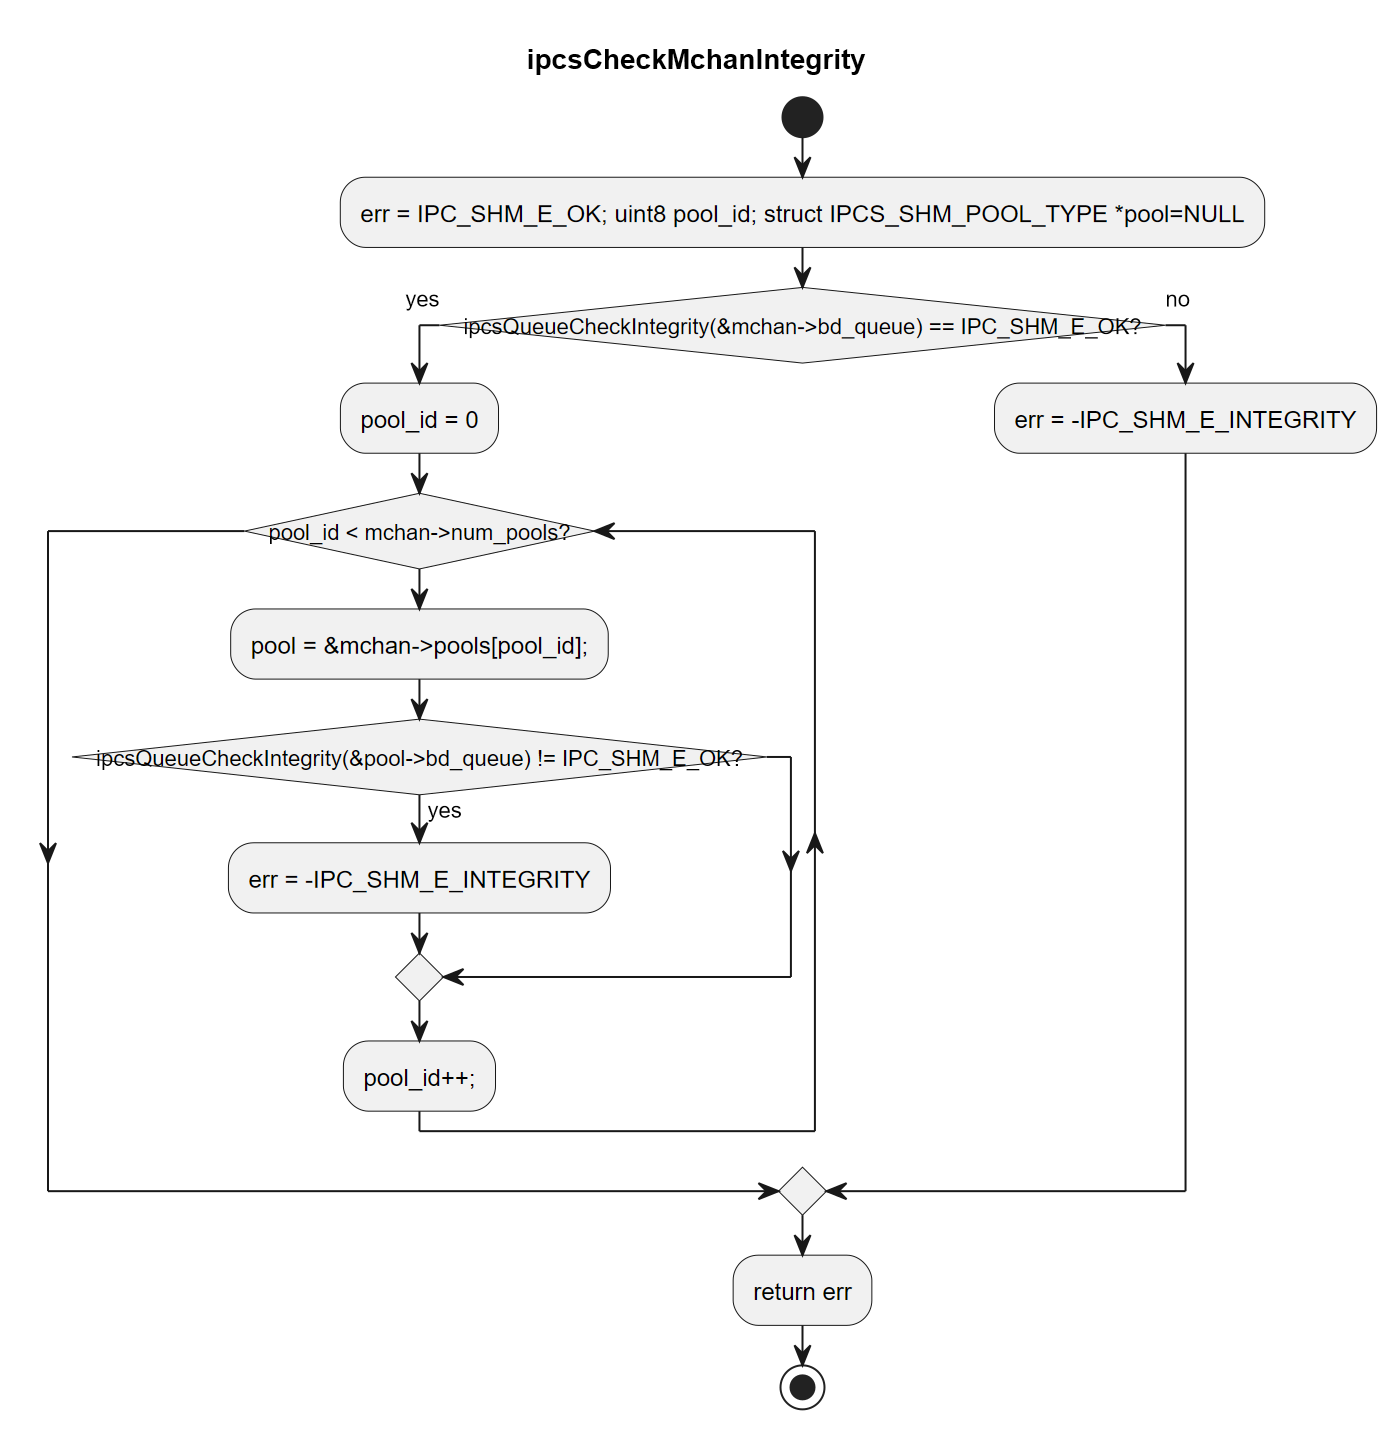 ipcsCheckMchanIntegrity
err = IPC_SHM_E_OK; uint8 pool_id; struct IPCS_SHM_POOL_TYPE *pool=NULL
yes
no
ipcsQueueCheckIntegrity(&mchan->bd_queue) == IPC_SHM_E_OK?
pool_id = 0
err = -IPC_SHM_E_INTEGRITY
pool_id < mchan->num_pools?
pool = &mchan->pools[pool_id];
ipcsQueueCheckIntegrity(&pool->bd_queue) != IPC_SHM_E_OK?
yes
err = -IPC_SHM_E_INTEGRITY
pool_id++;
return err